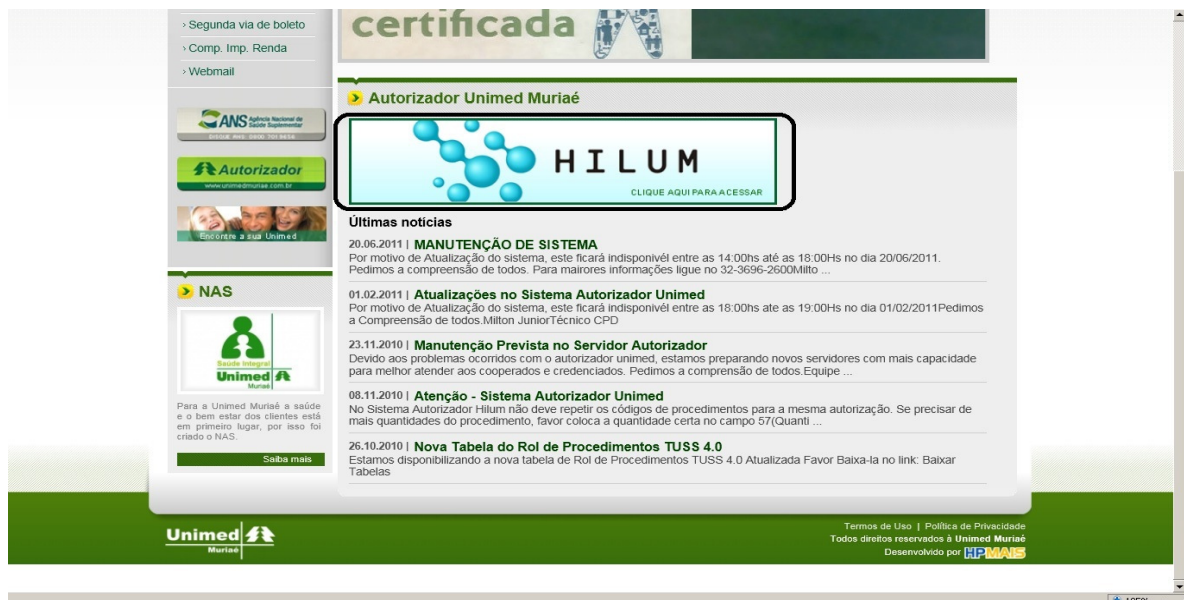 › Segunda via de boleto
› Comp. Imp. Renda
› Webmail
certificada
ANS Agência Nacional de
Saúde Suplementar
DISQUE ANS: 0800 701 9656
Autorizador
www.unimedmuriae.com.br
Encontre a sua Unimed
NAS
Saúde Integral
Unimed
Muriaé
Para a Unimed Muriaé a saúde
e o bem estar dos clientes está
em primeiro lugar, por isso foi
criado o NAS.
Saiba mais
Autorizador Unimed Muriaé
HILUM
CLIQUE AQUI PARA ACESSAR
Últimas notícias
20.06.2011 | MANUTENÇÃO DE SISTEMA
Por motivo de Atualização do sistema, este ficará indisponivél entre as 14:00hs até as 18:00Hs no dia 20/06/2011.
Pedimos a compreensão de todos. Para mairores informações ligue no 32-3696-2600Milto ...
01.02.2011 | Atualizações no Sistema Autorizador Unimed
Por motivo de Atualização do sistema, este ficará indisponivél entre as 18:00hs ate as 19:00Hs no dia 01/02/2011Pedimos
a Compreensão de todos.Milton JuniorTécnico CPD
23.11.2010 | Manutenção Prevista no Servidor Autorizador
Devido aos problemas ocorridos com o autorizador unimed, estamos preparando novos servidores com mais capacidade
para melhor atender aos cooperados e credenciados. Pedimos a comprensão de todos.Equipe ...
08.11.2010 | Atenção - Sistema Autorizador Unimed
No Sistema Autorizador Hilum não deve repetir os códigos de procedimentos para a mesma autorização. Se precisar de
mais quantidades do procedimento, favor coloca a quantidade certa no campo 57(Quanti ...
26.10.2010 | Nova Tabela do Rol de Procedimentos TUSS 4.0
Estamos disponibilizando a nova tabela de Rol de Procedimentos TUSS 4.0 Atualizada Favor Baixa-la no link: Baixar
Tabelas
Unimed
Muriaé
Termos de Uso | Política de Privacidade
Todos direitos reservados à Unimed Muriaé
Desenvolvido por HPMAIS